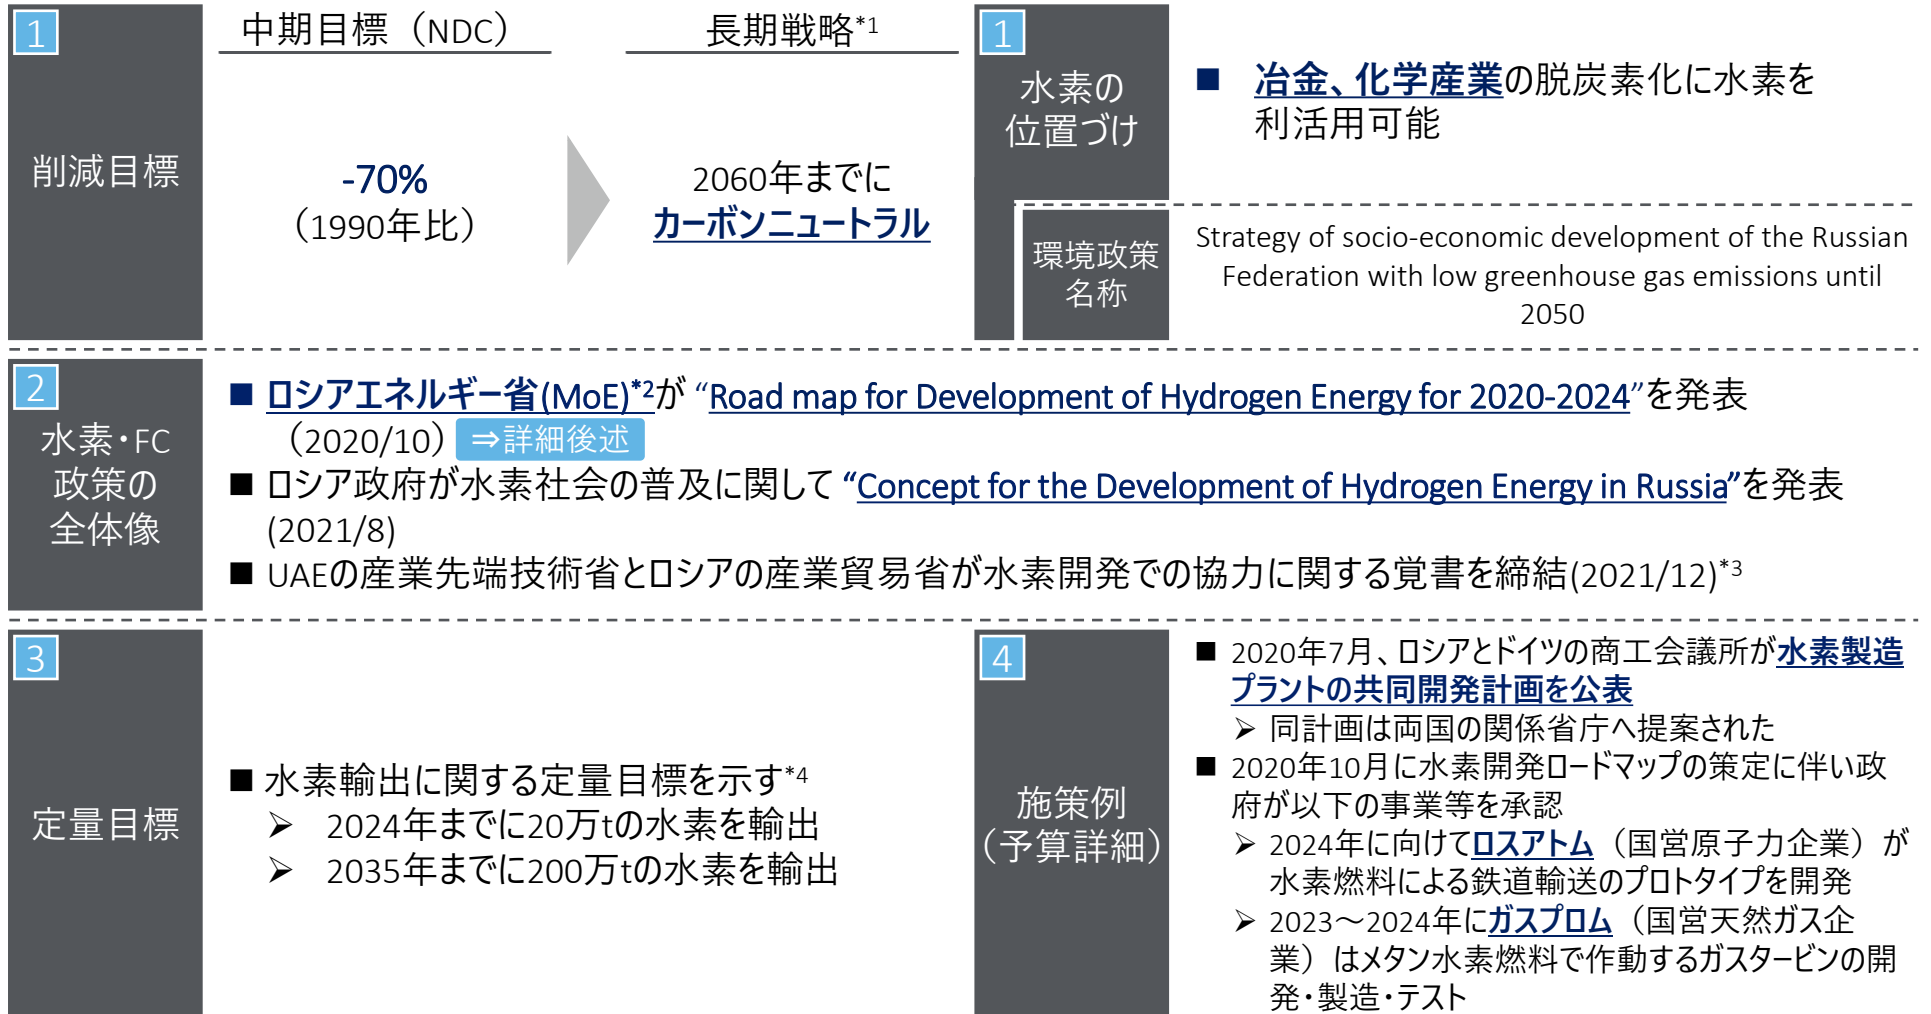 1
削減目標
中期目標（NDC）
長期戦略*1
-70%
（1990年比）
2060年までに
カーボンニュートラル
1
水素の
位置づけ
■ 冶金、化学産業の脱炭素化に水素を
利活用可能
環境政策
名称
Strategy of socio-economic development of the Russian
Federation with low greenhouse gas emissions until
2050
2
水素・FC
政策の
全体像
■ ロシアエネルギー省(MoE)*2が “Road map for Development of Hydrogen Energy for 2020-2024”を発表
（2020/10） ⇒詳細後述
■ ロシア政府が水素社会の普及に関して “Concept for the Development of Hydrogen Energy in Russia”を発表
(2021/8)
■ UAEの産業先端技術省とロシアの産業貿易省が水素開発での協力に関する覚書を締結(2021/12)*3
3
定量目標
■ 水素輸出に関する定量目標を示す*4
➢ 2024年までに20万tの水素を輸出
➢ 2035年までに200万tの水素を輸出
4
施策例
（予算詳細）
■ 2020年7月、ロシアとドイツの商工会議所が水素製造
プラントの共同開発計画を公表
➢ 同計画は両国の関係省庁へ提案された
■ 2020年10月に水素開発ロードマップの策定に伴い政
府が以下の事業等を承認
➢ 2024年に向けてロスアトム（国営原子力企業）が
水素燃料による鉄道輸送のプロトタイプを開発
➢ 2023～2024年にガスプロム（国営天然ガス企
業）はメタン水素燃料で作動するガスタービンの開
発・製造・テスト